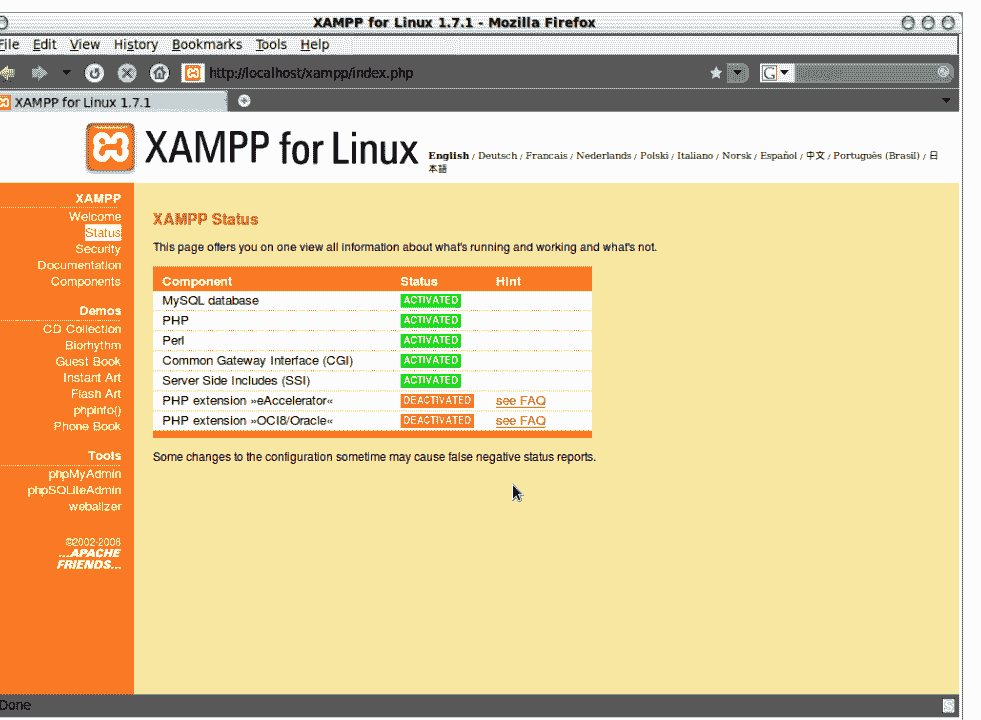 XAMPP for Linux 1.7.1 - Mozilla Firefox
File Edit View History Bookmarks Tools Help
http://localhost/xampp/index.php
G
XAMPP for Linux 1.7.1
XAMPP for Linux
English / Deutsch / Francais / Nederlands / Polski / Italiano / Norsk / Español / 中文 / Português (Brasil) / 日
本語
XAMPP
Welcome
Status
Security
Documentation
Components
Demos
CD Collection
Biorhythm
Guest Book
Instant Art
Flash Art
phpinfo()
Phone Book
Tools
phpMyAdmin
phpSQLiteAdmin
webalizer
©2002-2006
...APACHE
FRIENDS...
XAMPP Status
This page offers you on one view all information about what's running and working and what's not.
Component Status Hint
MySQL database ACTIVATED
PHP ACTIVATED
Perl ACTIVATED
Common Gateway Interface (CGI) ACTIVATED
Server Side Includes (SSI) ACTIVATED
PHP extension »eAccelerator« DEACTIVATED see FAQ
PHP extension »OCI8/Oracle« DEACTIVATED see FAQ
Some changes to the configuration sometime may cause false negative status reports.
Done